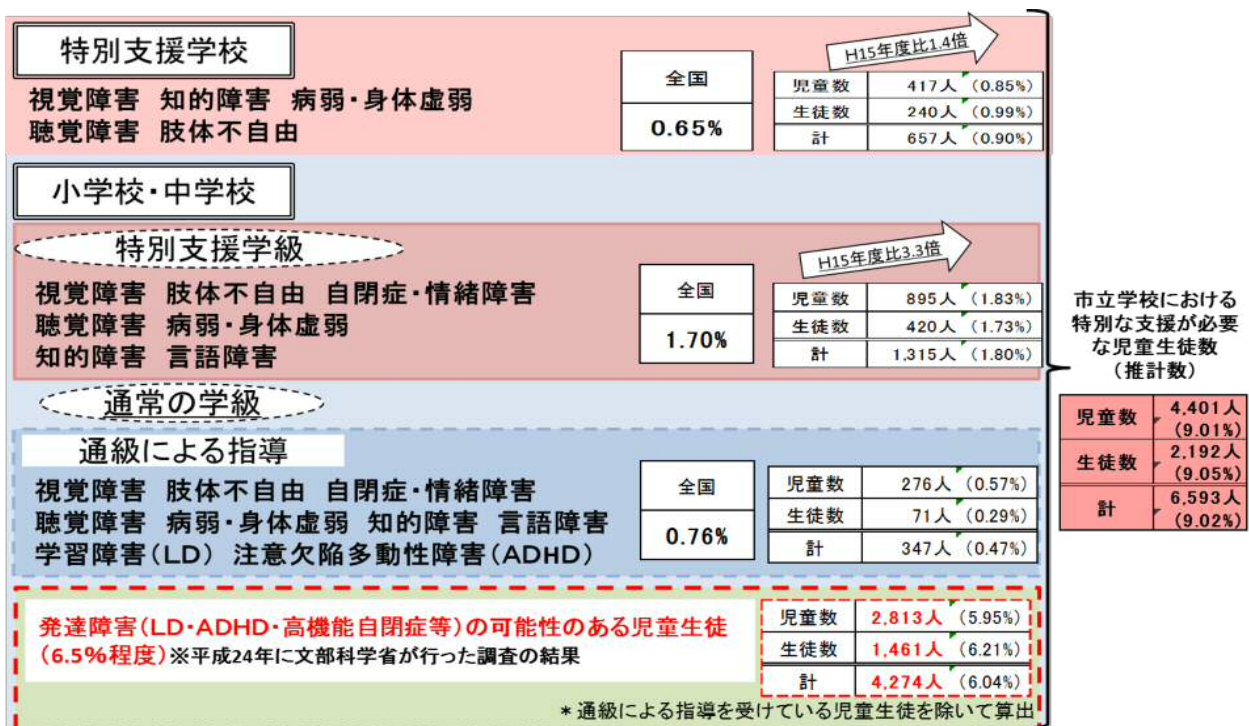 特別支援学校
視覚障害 知的障害 病弱・身体虚弱
聴覚障害 肢体不自由
全国
0.65%
H15年度比1.4倍
児童数 417人 (0.85%)
生徒数 240人 (0.99%)
計 657人 (0.90%)
小学校・中学校
特別支援学級
視覚障害 肢体不自由 自閉症・情緒障害
聴覚障害 病弱・身体虚弱
知的障害 言語障害
全国
1.70%
H15年度比3.3倍
児童数 895人 (1.83%)
生徒数 420人 (1.73%)
計 1,315人 (1.80%)
通常の学級
通級による指導
視覚障害 肢体不自由 自閉症・情緒障害
聴覚障害 病弱・身体虚弱 知的障害 言語障害
学習障害(LD) 注意欠陥多動性障害(ADHD)
全国
0.76%
児童数 276人 (0.57%)
生徒数 71人 (0.29%)
計 347人 (0.47%)
発達障害(LD・ADHD・高機能自閉症等)の可能性のある児童生徒
(6.5%程度)※平成24年に文部科学省が行った調査の結果
児童数 2,813人 (5.95%)
生徒数 1,461人 (6.21%)
計 4,274人 (6.04%)
*通級による指導を受けている児童生徒を除いて算出
市立学校における
特別な支援が必要
な児童生徒数
(推計数)
児童数 4,401人
(9.01%)
生徒数 2,192人
(9.05%)
計 6,593人
(9.02%)